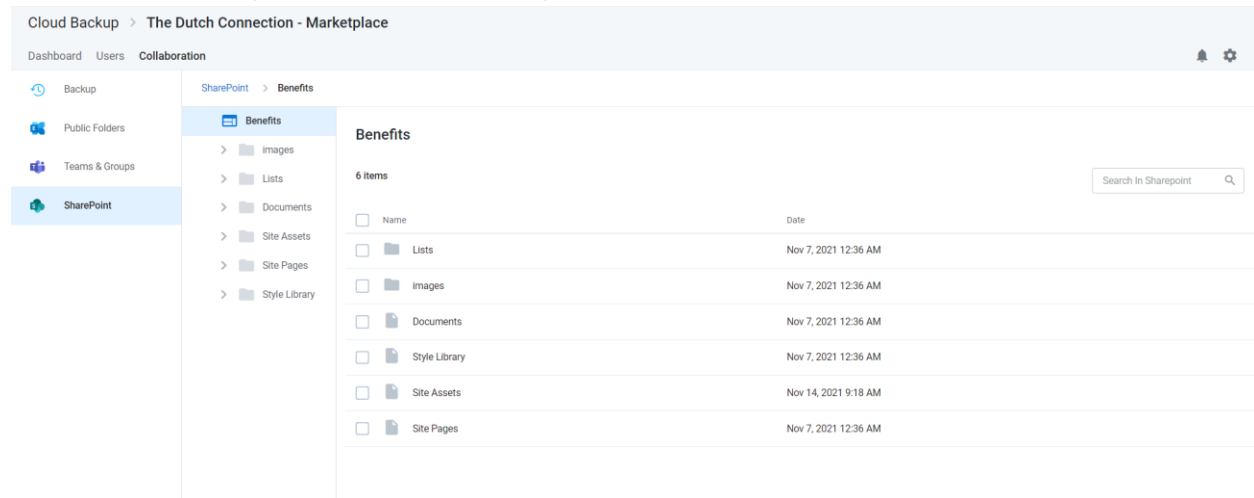 Cloud Backup > The Dutch Connection - Marketplace
Dashboard Users Collaboration
Backup
Public Folders
Teams & Groups
SharePoint
SharePoint > Benefits
Benefits
images
Lists
Documents
Site Assets
Site Pages
Style Library
Benefits
6 items
Search In Sharepoint
Name Date
Lists Nov 7, 2021 12:36 AM
images Nov 7, 2021 12:36 AM
Documents Nov 7, 2021 12:36 AM
Style Library Nov 7, 2021 12:36 AM
Site Assets Nov 14, 2021 9:18 AM
Site Pages Nov 7, 2021 12:36 AM